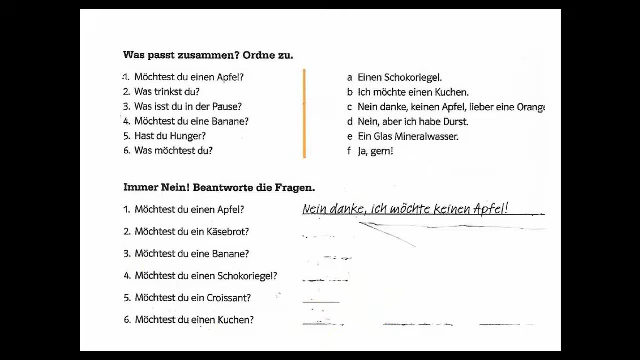 Was passt zusammen? Ordne zu.
1. Möchtest du einen Apfel?
2. Was trinkst du?
3. Was isst du in der Pause?
4. Möchtest du eine Banane?
5. Hast du Hunger?
6. Was möchtest du?
a Einen Schokoriegel.
b Ich möchte einen Kuchen.
c Nein danke, keinen Apfel, lieber eine Orange
d Nein, aber ich habe Durst.
e Ein Glas Mineralwasser.
f Ja, gern!
Immer Nein! Beantworte die Fragen.
1. Möchtest du einen Apfel? Nein danke, ich möchte keinen Apfel!
2. Möchtest du ein Käsebrot?
3. Möchtest du eine Banane?
4. Möchtest du einen Schokoriegel?
5. Möchtest du ein Croissant?
6. Möchtest du einen Kuchen?